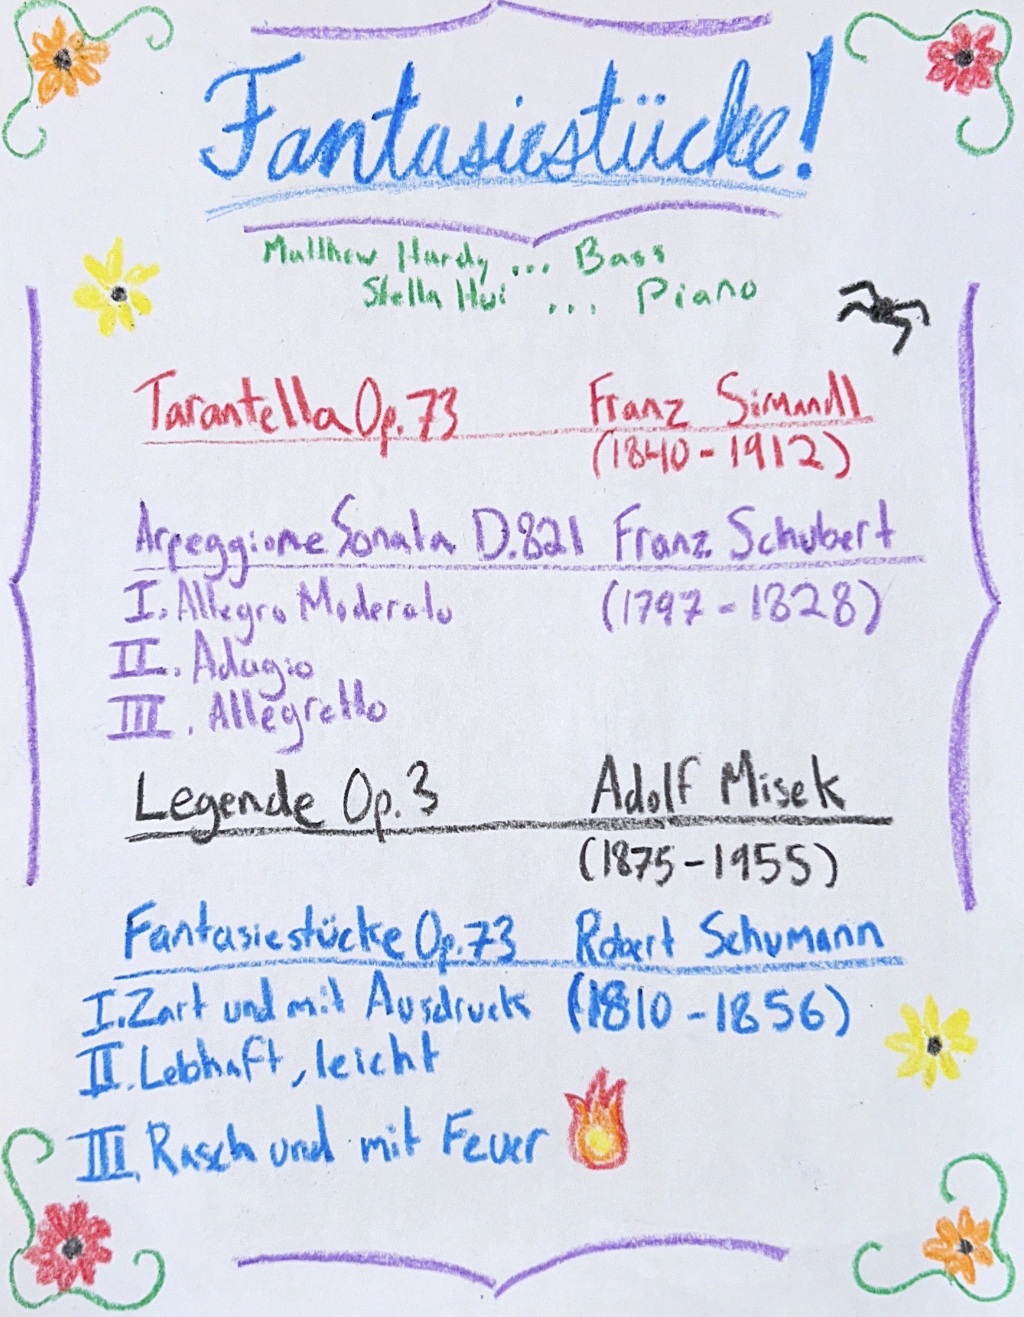 Fantasiestücke!
Matthew Hardy ... Bass
Stella Hui ... Piano
Tarantella Op. 73 Franz Simandl
(1840-1912)
Arpeggione Sonata D.821 Franz Schubert
I. Allegro Moderato (1797-1828)
II. Adagio
III. Allegretto
Legende Op. 3 Adolf Misek
(1875-1955)
Fantasiestücke Op. 73 Robert Schumann
I. Zart und mit Ausdruck (1810-1856)
II. Lebhaft, leicht
III. Rasch und mit Feuer